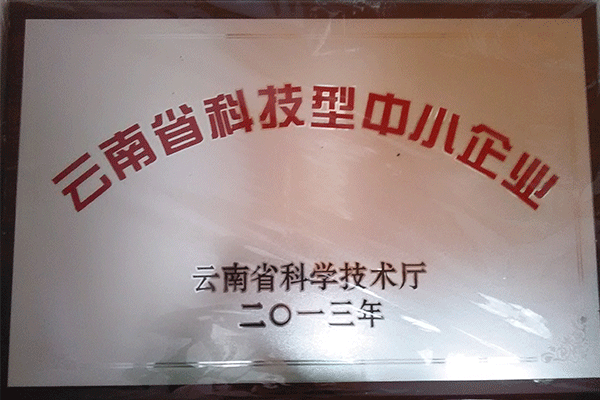 云南省科技型中小企业
云南省科学技术厅
二〇一三年